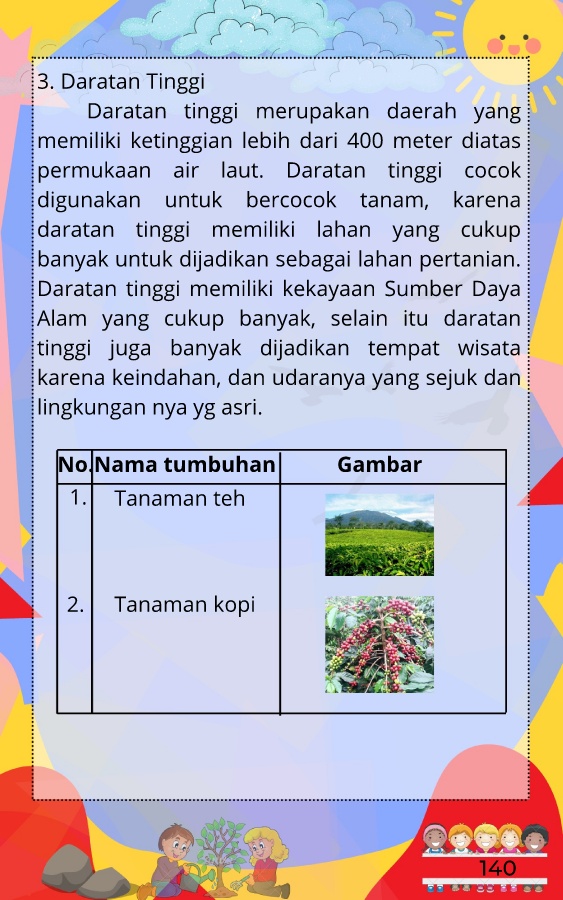 3. Daratan Tinggi
Daratan tinggi merupakan daerah yang
memiliki ketinggian lebih dari 400 meter diatas
permukaan air laut. Daratan tinggi cocok
digunakan untuk bercocok tanam, karena
daratan tinggi memiliki lahan yang cukup
banyak untuk dijadikan sebagai lahan pertanian.
Daratan tinggi memiliki kekayaan Sumber Daya
Alam yang cukup banyak, selain itu daratan
tinggi juga banyak dijadikan tempat wisata
karena keindahan, dan udaranya yang sejuk dan
lingkungan nya yg asri.
No. Nama tumbuhan Gambar
1. Tanaman teh
2. Tanaman kopi
140